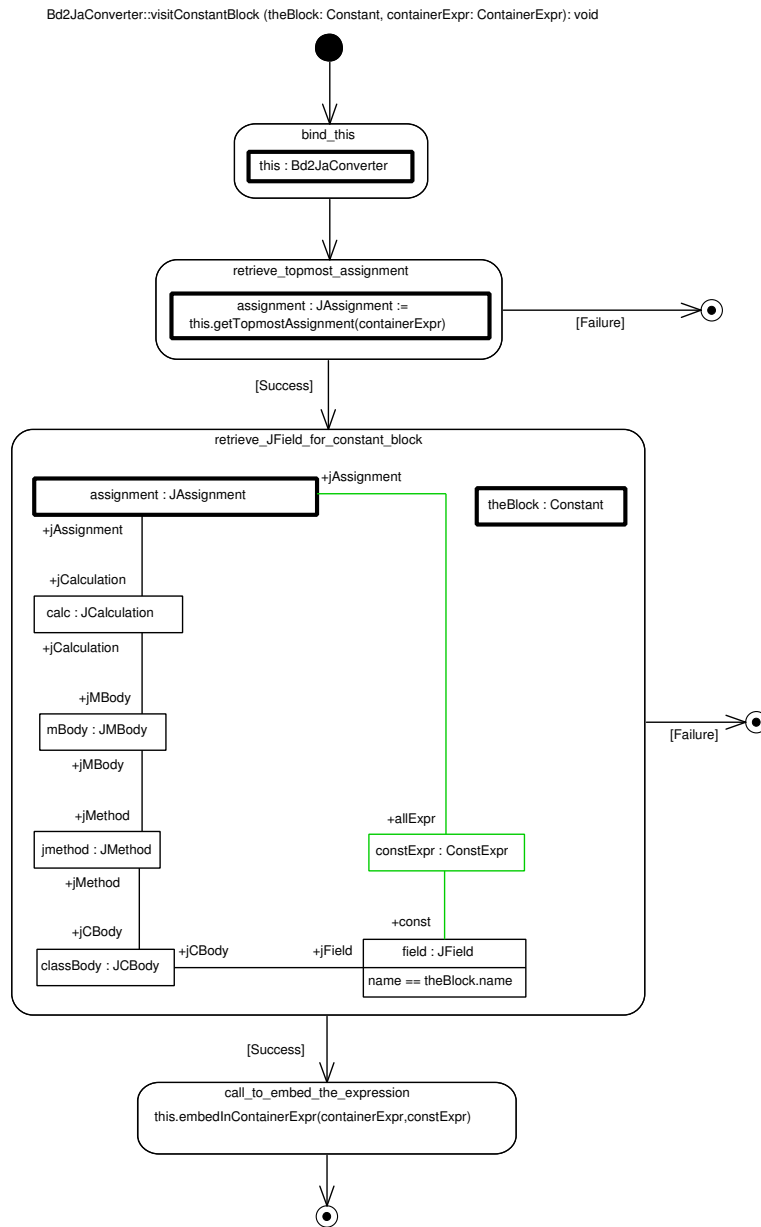 Bd2JaConverter::visitConstantBlock (theBlock: Constant, containerExpr: ContainerExpr): void
bind_this
this : Bd2JaConverter
retrieve_topmost_assignment
assignment : JAssignment :=
this.getTopmostAssignment(containerExpr)
[Failure]
[Success]
retrieve_JField_for_constant_block
+jAssignment
assignment : JAssignment
theBlock : Constant
+jAssignment
+jCalculation
calc : JCalculation
+jCalculation
+jMBody
mBody : JMBody
[Failure]
+jMBody
+jMethod
+allExpr
jmethod : JMethod
constExpr : ConstExpr
+jMethod
+const
+jCBody
+jCBody
+jField
field : JField
classBody : JCBody
name == theBlock.name
[Success]
call_to_embed_the_expression
this.embedInContainerExpr(containerExpr,constExpr)